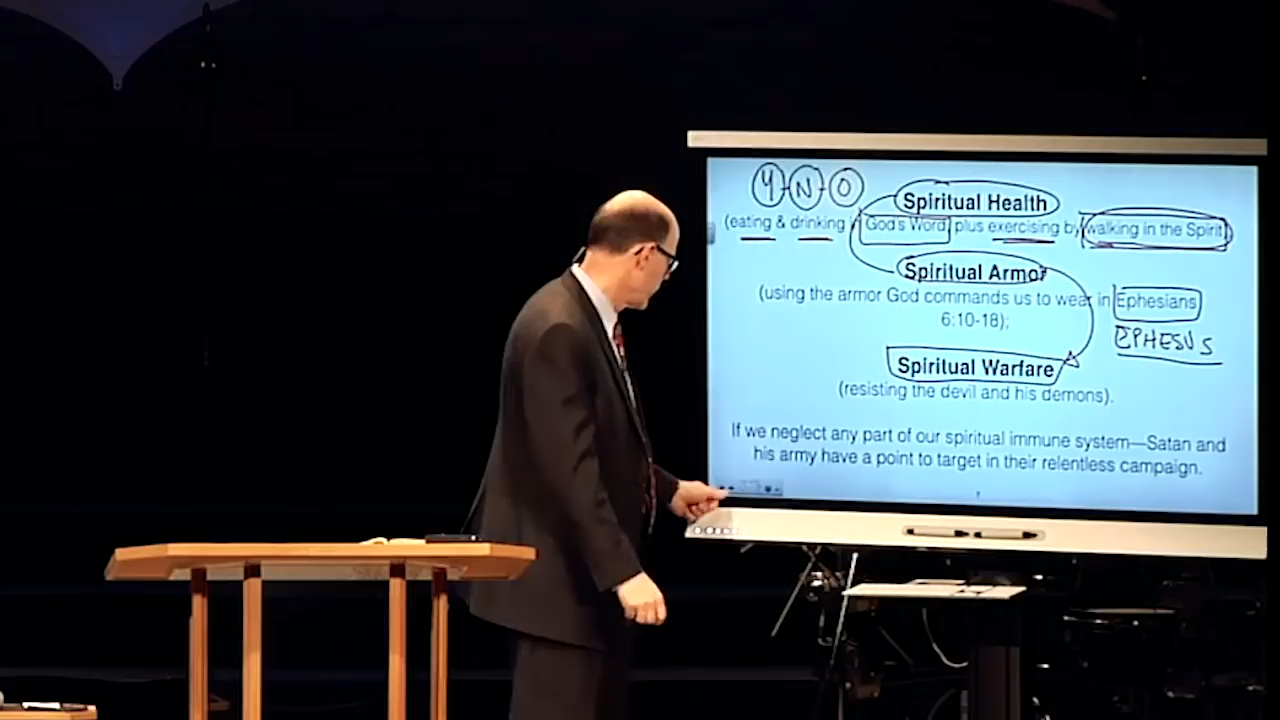 Y-N-O
Spiritual Health
(eating & drinking in God's Word, plus exercising by walking in the Spirit)
Spiritual Armor
(using the armor God commands us to wear in Ephesians
6:10-18);
EPHESUS
Spiritual Warfare
(resisting the devil and his demons).
If we neglect any part of our spiritual immune system—Satan and
his army have a point to target in their relentless campaign.